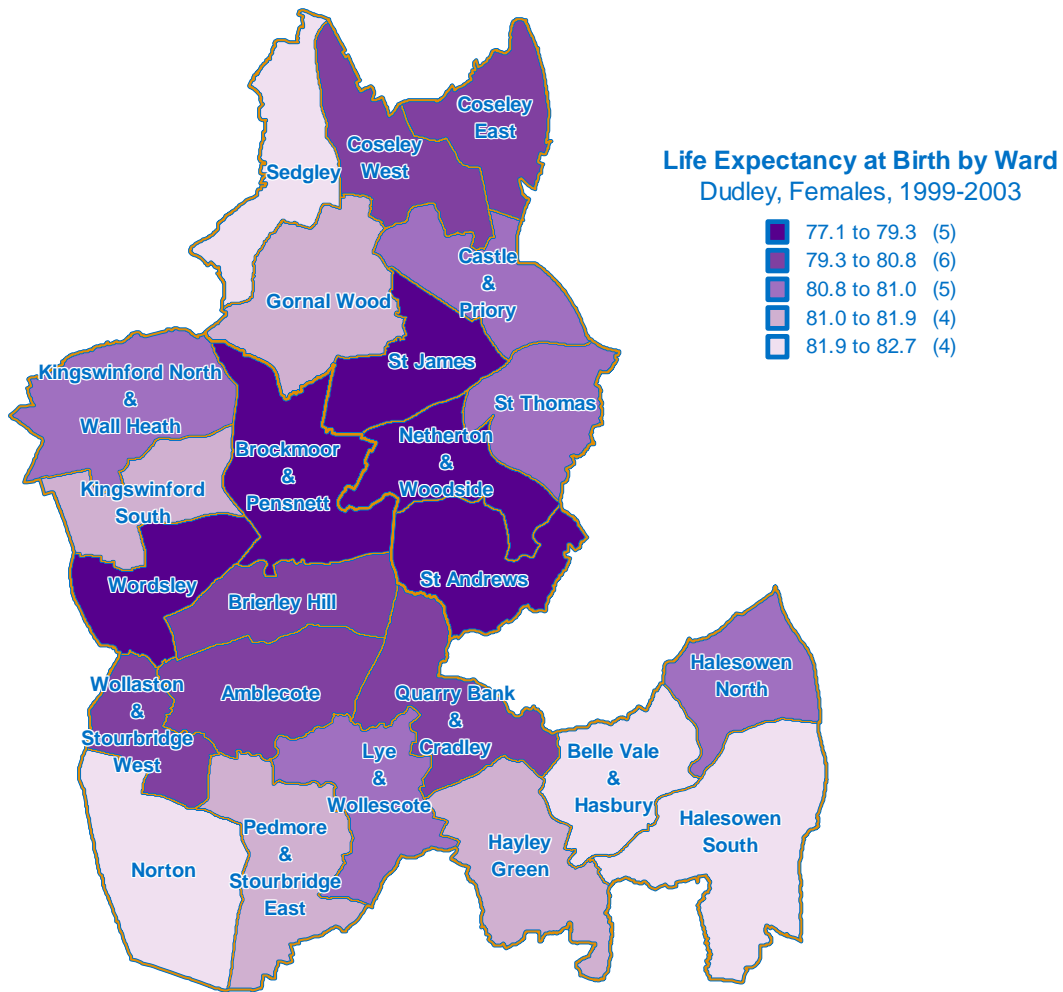 Coseley
East
Coseley
West
Sedgley
Life Expectancy at Birth by Ward
Dudley, Females, 1999-2003
77.1 to 79.3 (5)
79.3 to 80.8 (6)
80.8 to 81.0 (5)
81.0 to 81.9 (4)
81.9 to 82.7 (4)
Castle
&
Priory
Gornal Wood
St James
Kingswinford North
&
Wall Heath
St Thomas
Netherton
&
Woodside
Brockmoor
&
Pensnett
Kingswinford
South
Wordsley
St Andrews
Brierley Hill
Halesowen
North
Wollaston
&
Stourbridge
West
Amblecote
Quarry Bank
&
Cradley
Lye
&
Wollescote
Belle Vale
&
Hasbury
Halesowen
South
Pedmore
&
Stourbridge
East
Hayley
Green
Norton